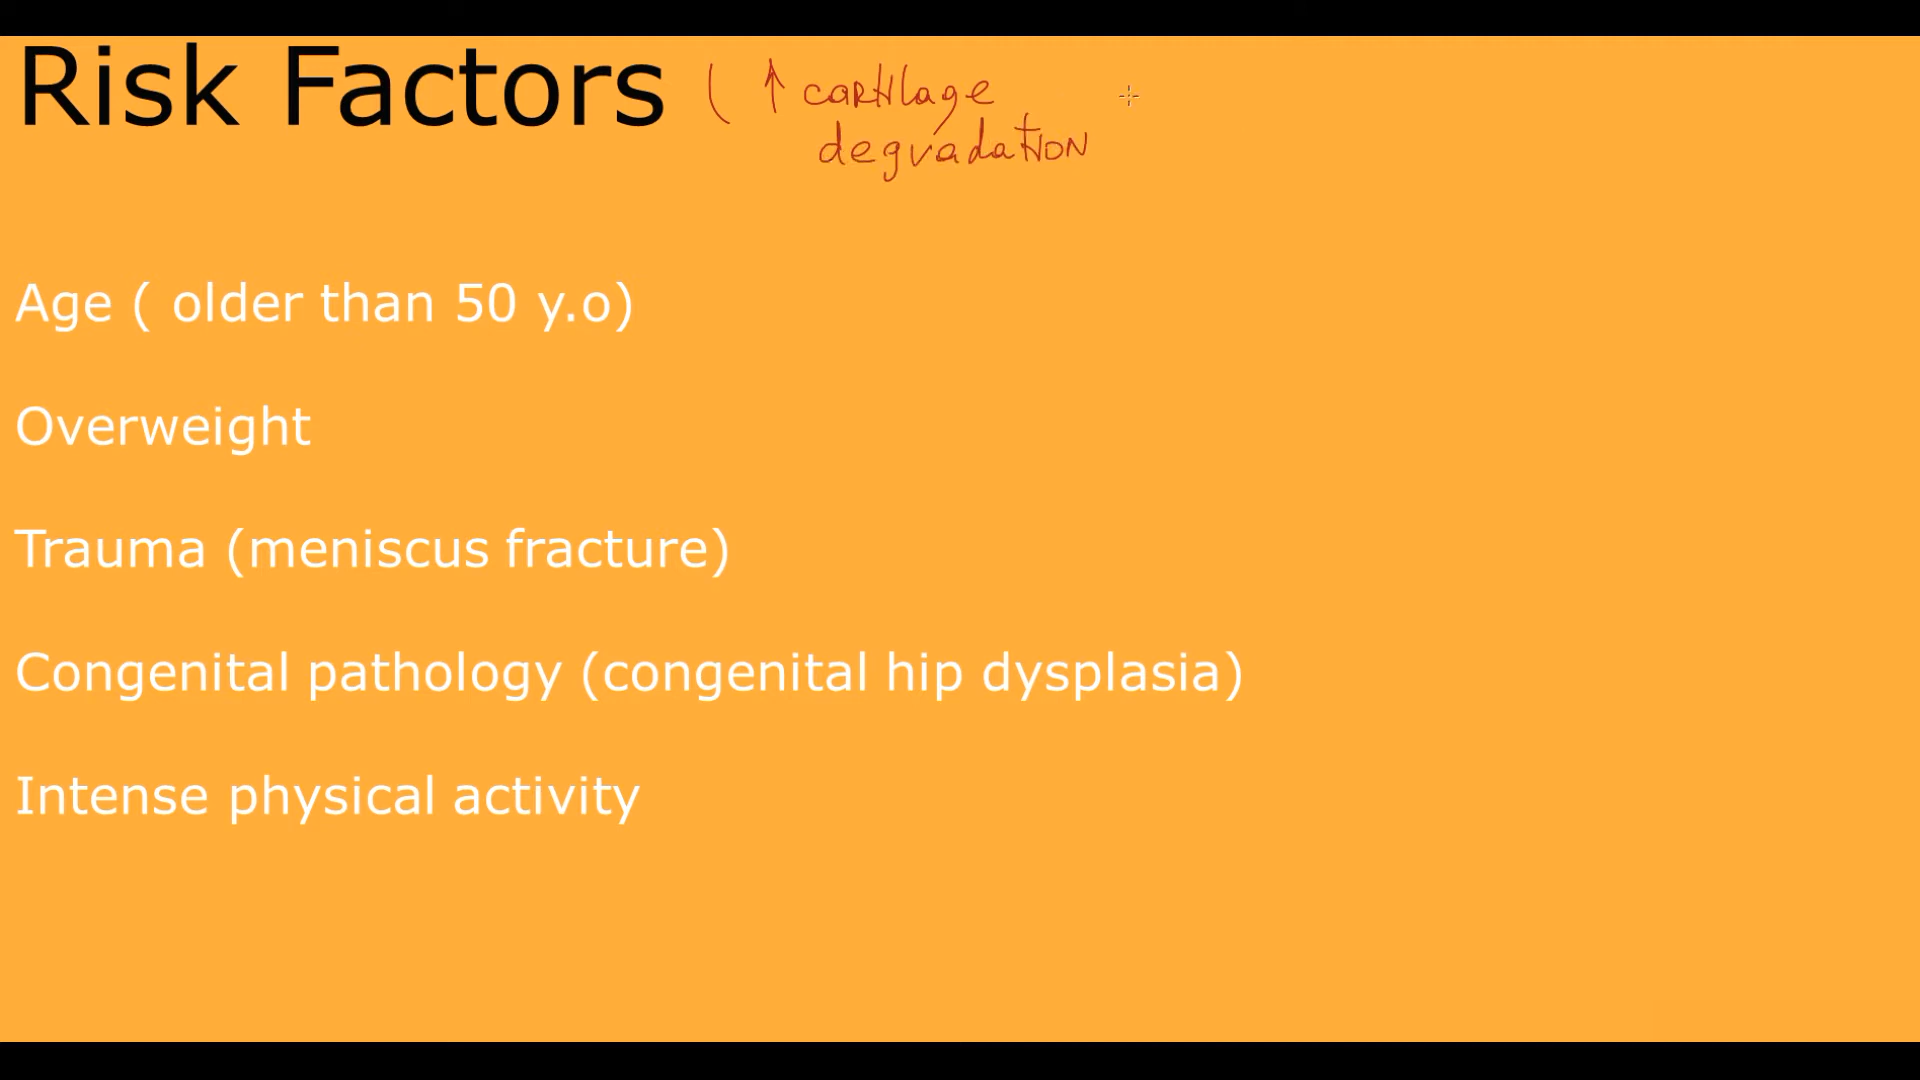 Risk Factors ( ↑ cartilage
degradation
Age ( older than 50 y.o)
Overweight
Trauma (meniscus fracture)
Congenital pathology (congenital hip dysplasia)
Intense physical activity